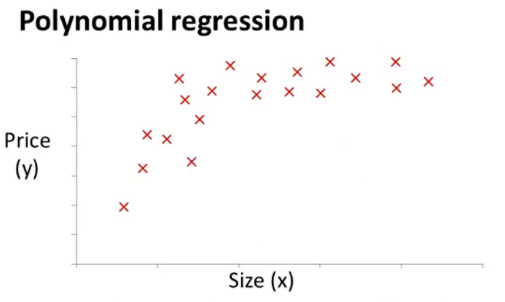 Polynomial regression
Price
(y)
Size (x)